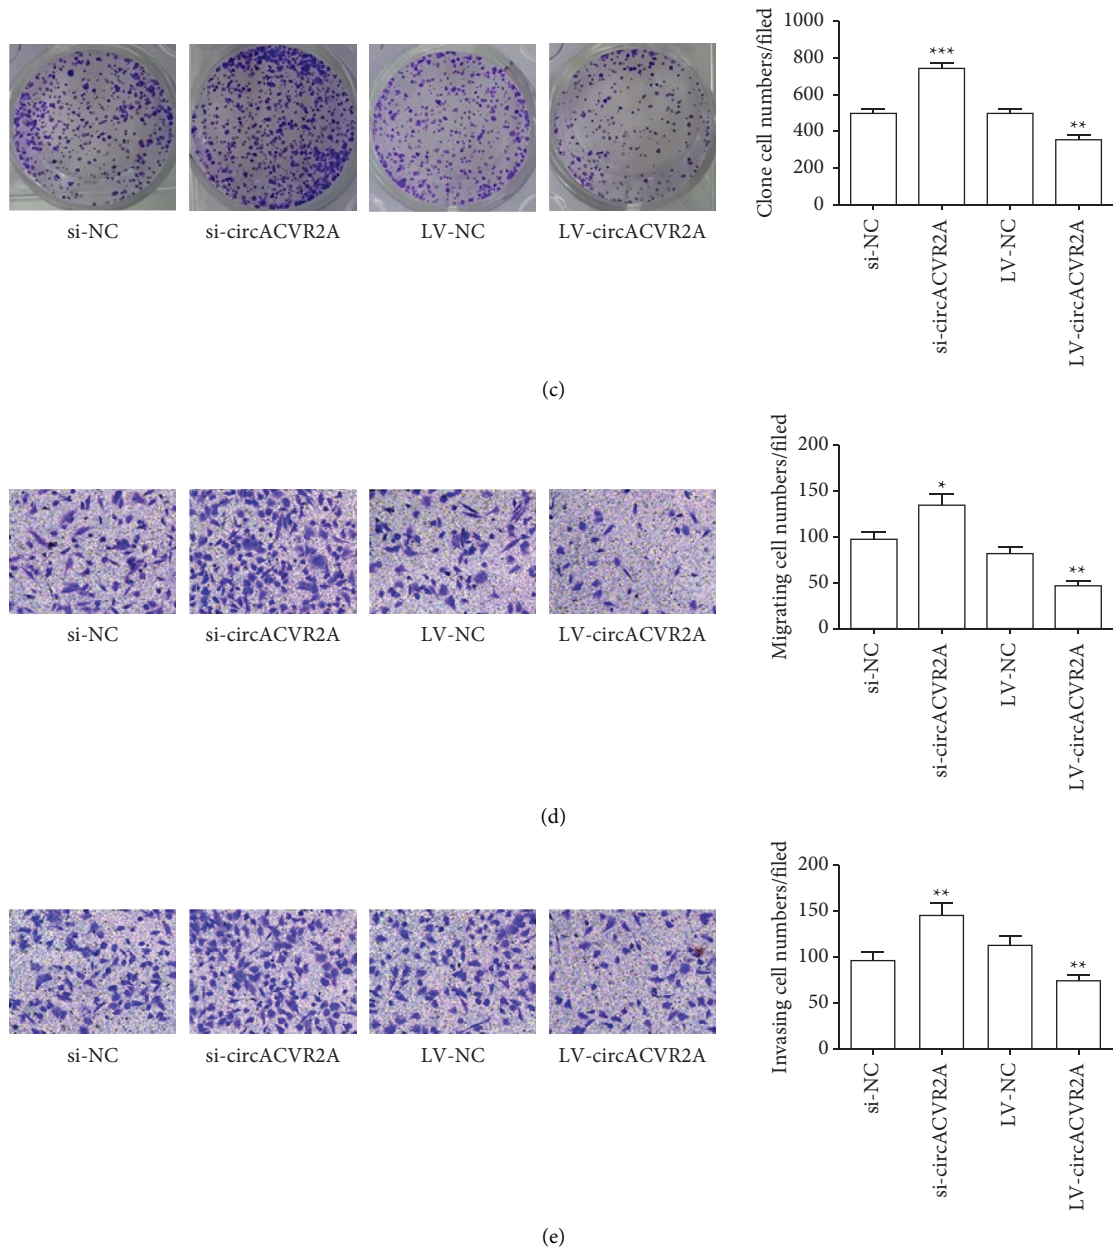 si-NC
si-circACVR2A
LV-NC
LV-circACVR2A
Clone cell numbers/filed
1000
800
600
400
200
0
***
**
si-NC
si-circACVR2A
LV-NC
LV-circACVR2A
(c)
si-NC
si-circACVR2A
LV-NC
LV-circACVR2A
Migrating cell numbers/filed
200
150
100
50
0
*
**
si-NC
si-circACVR2A
LV-NC
LV-circACVR2A
(d)
si-NC
si-circACVR2A
LV-NC
LV-circACVR2A
Invasing cell numbers/filed
200
150
100
50
0
**
**
si-NC
si-circACVR2A
LV-NC
LV-circACVR2A
(e)